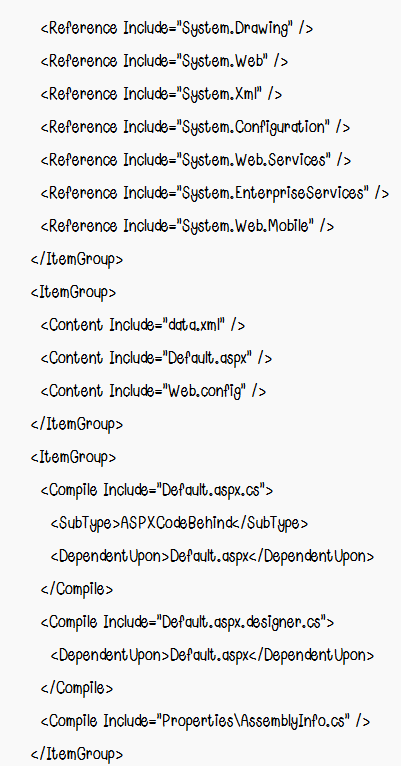 <Reference Include="System.Drawing" />
<Reference Include="System.Web" />
<Reference Include="System.Xml" />
<Reference Include="System.Configuration" />
<Reference Include="System.Web.Services" />
<Reference Include="System.EnterpriseServices" />
<Reference Include="System.Web.Mobile" />
</ItemGroup>
<ItemGroup>
<Content Include="data.xml" />
<Content Include="Default.aspx" />
<Content Include="Web.config" />
</ItemGroup>
<ItemGroup>
<Compile Include="Default.aspx.cs">
<SubType>ASPXCodeBehind</SubType>
<DependentUpon>Default.aspx</DependentUpon>
</Compile>
<Compile Include="Default.aspx.designer.cs">
<DependentUpon>Default.aspx</DependentUpon>
</Compile>
<Compile Include="Properties\AssemblyInfo.cs" />
</ItemGroup>